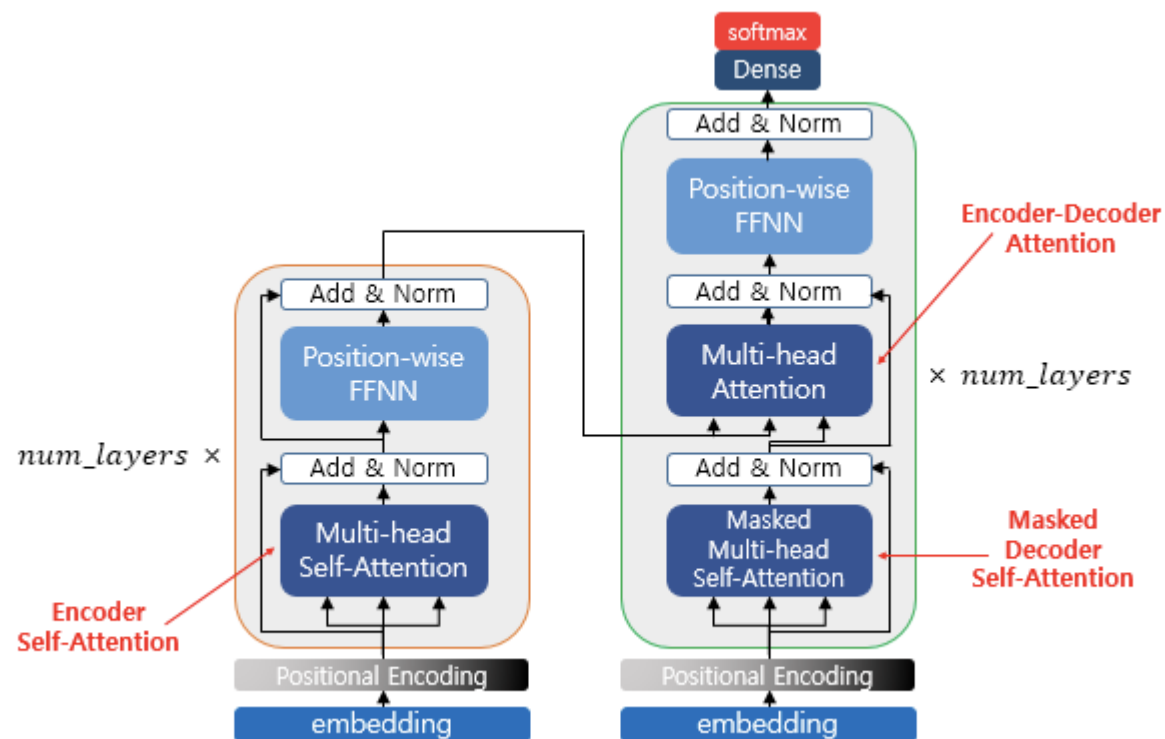 softmax
Dense
Add & Norm
Position-wise
FFNN
Encoder-Decoder
Attention
Add & Norm
Multi-head
Attention
× num_layers
Add & Norm
Masked
Multi-head
Self-Attention
Masked
Decoder
Self-Attention
Positional Encoding
embedding
Add & Norm
Position-wise
FFNN
num_layers ×
Add & Norm
Multi-head
Self-Attention
Encoder
Self-Attention
Positional Encoding
embedding